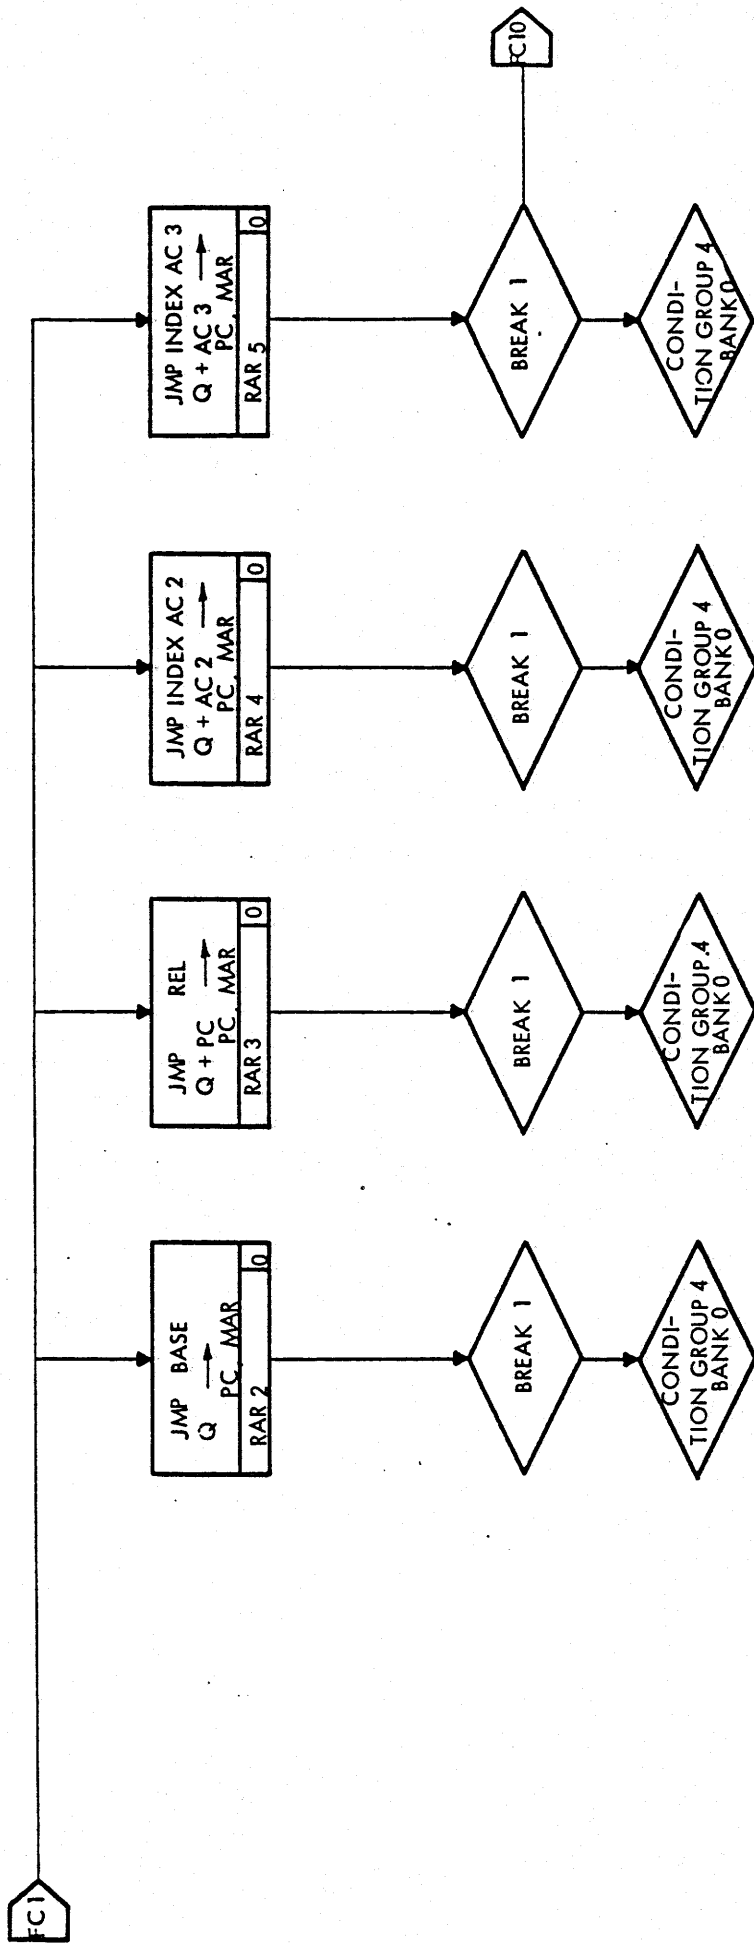 FC 1
JMP BASE
Q →
PC, MAR
RAR 2
0
JMP REL
Q + PC →
PC, MAR
RAR 3
0
JMP INDEX AC 2
Q + AC 2 →
PC, MAR
RAR 4
0
JMP INDEX AC 3
Q + AC 3 →
PC, MAR
RAR 5
0
BREAK 1
BREAK 1
BREAK 1
BREAK 1
FC10
CONDI-
TION GROUP 4
BANK 0
CONDI-
TION GROUP 4
BANK 0
CONDI-
TION GROUP 4
BANK 0
CONDI-
TION GROUP 4
BANK 0